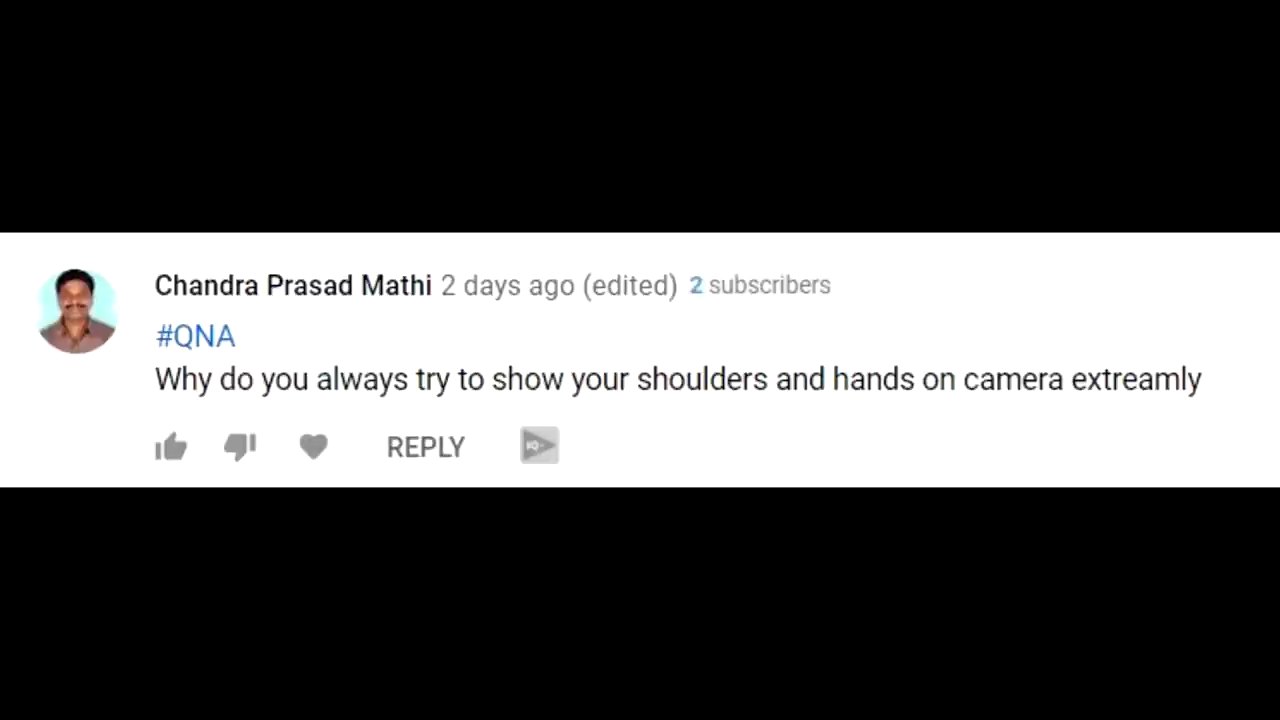 Chandra Prasad Mathi 2 days ago (edited) 2 subscribers
#QNA
Why do you always try to show your shoulders and hands on camera extreamly
REPLY